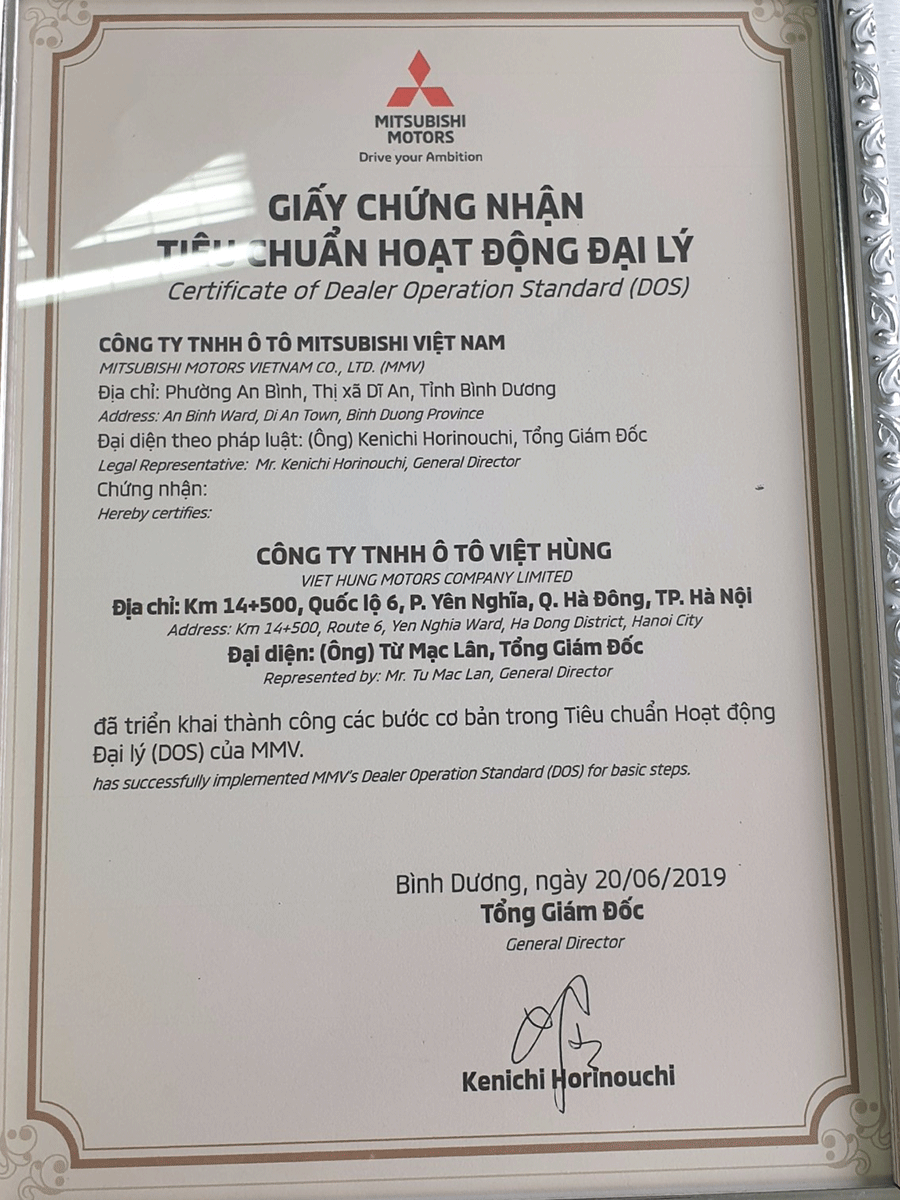 MITSUBISHI
MOTORS
Drive your Ambition
GIẤY CHỨNG NHẬN
TIÊU CHUẨN HOẠT ĐỘNG ĐẠI LÝ
Certificate of Dealer Operation Standard (DOS)
CÔNG TY TNHH Ô TÔ MITSUBISHI VIỆT NAM
MITSUBISHI MOTORS VIETNAM CO., LTD. (MMV)
Địa chỉ: Phường An Bình, Thị xã Dĩ An, Tỉnh Bình Dương
Address: An Binh Ward, Di An Town, Binh Duong Province
Đại diện theo pháp luật: (Ông) Kenichi Horinouchi, Tổng Giám Đốc
Legal Representative: Mr. Kenichi Horinouchi, General Director
Chứng nhận:
Hereby certifies:
CÔNG TY TNHH Ô TÔ VIỆT HÙNG
VIET HUNG MOTORS COMPANY LIMITED
Địa chỉ: Km 14+500, Quốc lộ 6, P. Yên Nghĩa, Q. Hà Đông, TP. Hà Nội
Address: Km 14+500, Route 6, Yen Nghia Ward, Ha Dong District, Hanoi City
Đại diện: (Ông) Từ Mạc Lân, Tổng Giám Đốc
Represented by: Mr. Tu Mac Lan, General Director
đã triển khai thành công các bước cơ bản trong Tiêu chuẩn Hoạt động
Đại lý (DOS) của MMV.
has successfully implemented MMV's Dealer Operation Standard (DOS) for basic steps.
Bình Dương, ngày 20/06/2019
Tổng Giám Đốc
General Director
Kenichi Horinouchi